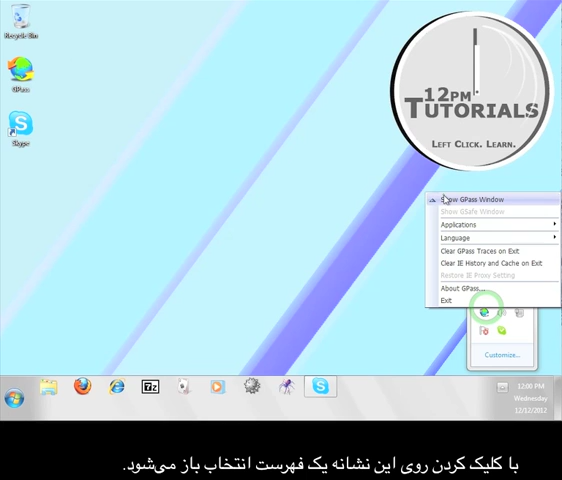 Recycle Bin
GPass
Skype
12PM
TUTORIALS
LEFT CLICK. LEARN.
Show GPass Window
Show GSafe Window
Applications
Language
Clear GPass Traces on Exit
Clear IE History and Cache on Exit
Restore IE Proxy Setting
About GPass...
Exit
Customize...
7z
12:00 PM
Wednesday
12/12/2012
با کلیک کردن روی این نشانه یک فهرست انتخاب باز می‌شود.